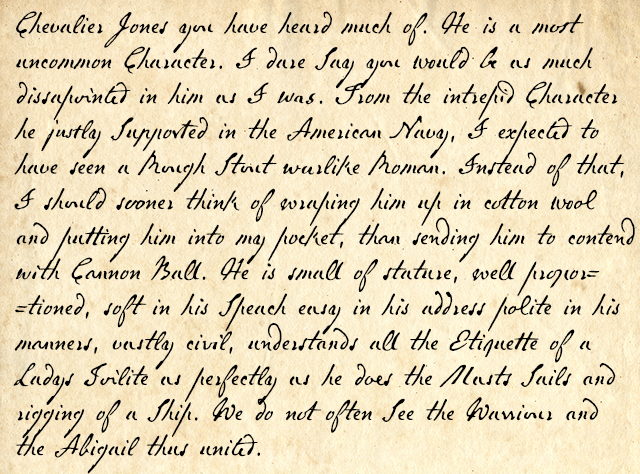 Chevalier Jones you have heard much of. He is a most
uncommon Character. I dare Say you would be as much
dissapointed in him as I was. From the intrepid Character
he justly Supported in the American Navy, I expected to
have seen a Rough Stout warlike Roman. Instead of that,
I should sooner think of wraping him up in cotton wool
and putting him into my pocket, than sending him to contend
with Cannon Ball. He is small of stature, well propor=
=tioned, soft in his Speach easy in his address polite in his
manners, vastly civil, understands all the Etiquette of a
Ladys Toilite as perfectly as he does the Masts Sails and
rigging of a Ship. We do not often See the Warriour and
the Abigail thus united.